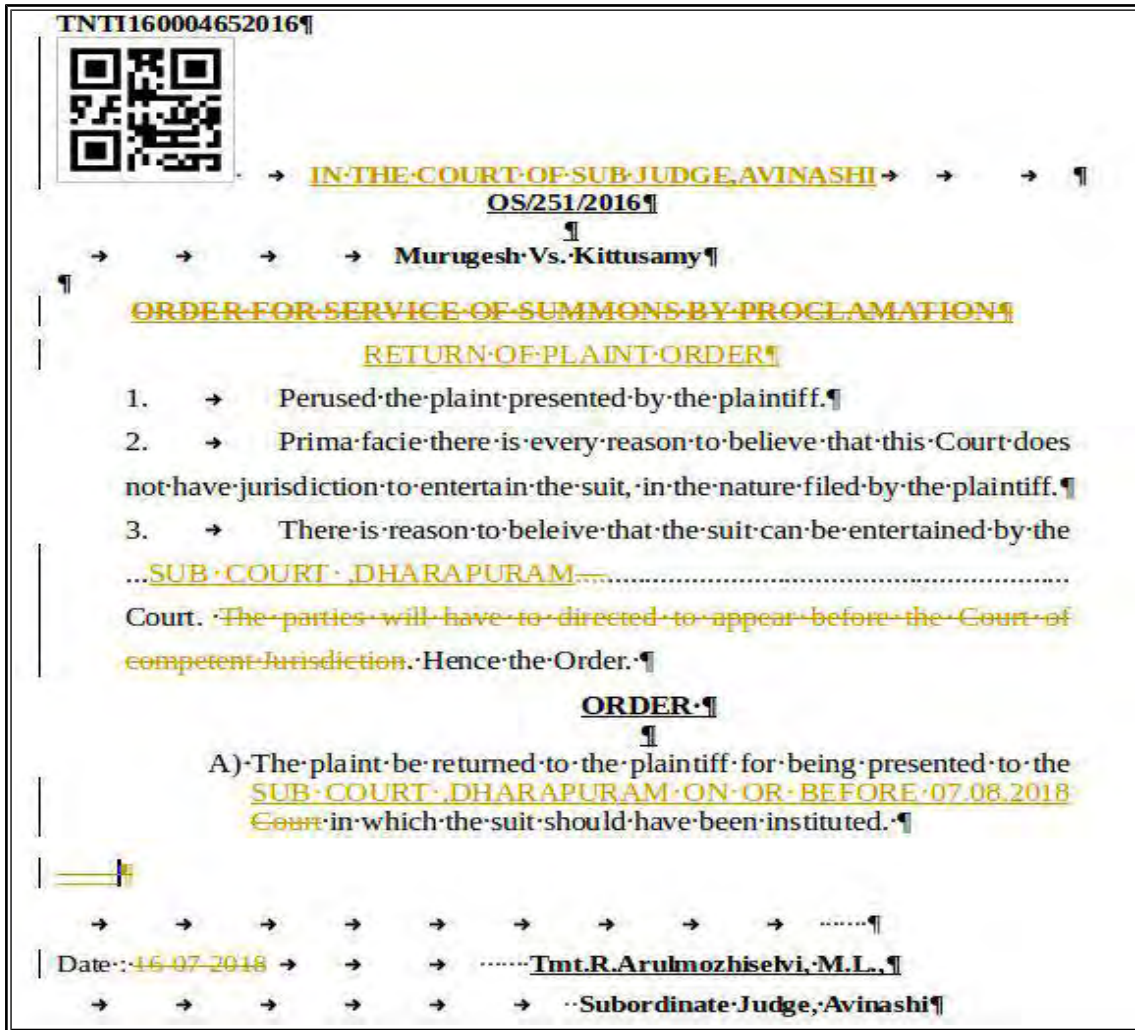 TNTI160004652016¶
→ IN·THE·COURT·OF·SUB·JUDGE,AVINASHI→ → → ¶
OS/251/2016¶
¶
→ → → → Murugesh·Vs.·Kittusamy¶
¶
ORDER·FOR·SERVICE·OF·SUMMONS·BY·PROCLAMATION¶
RETURN·OF·PLAINT·ORDER¶
1. → Perused·the·plaint·presented·by·the·plaintiff.¶
2. → Prima·facie·there·is·every·reason·to·believe·that·this·Court·does
not·have·jurisdiction·to·entertain·the·suit,·in·the·nature·filed·by·the·plaintiff.¶
3. → There·is·reason·to·beleive·that·the·suit·can·be·entertained·by·the
...SUB·COURT·,DHARAPURAM—..............................................................
Court. ·The·parties·will·have·to·directed·to·appear·before·the·Court·of
competent·Jurisdiction.·Hence·the·Order.·¶
ORDER·¶
¶
A)·The·plaint·be·returned·to·the·plaintiff·for·being·presented·to·the
SUB·COURT·,DHARAPURAM·ON·OR·BEFORE·07.08.2018
Court·in·which·the·suit·should·have·been·instituted.·¶
¶
→ → → → → → → → → ·······¶
Date·:·16-07-2018 → → → ·······Tmt.R.Arulmozhiselvi,·M.L.,¶
→ → → → → → ··Subordinate·Judge,·Avinashi¶